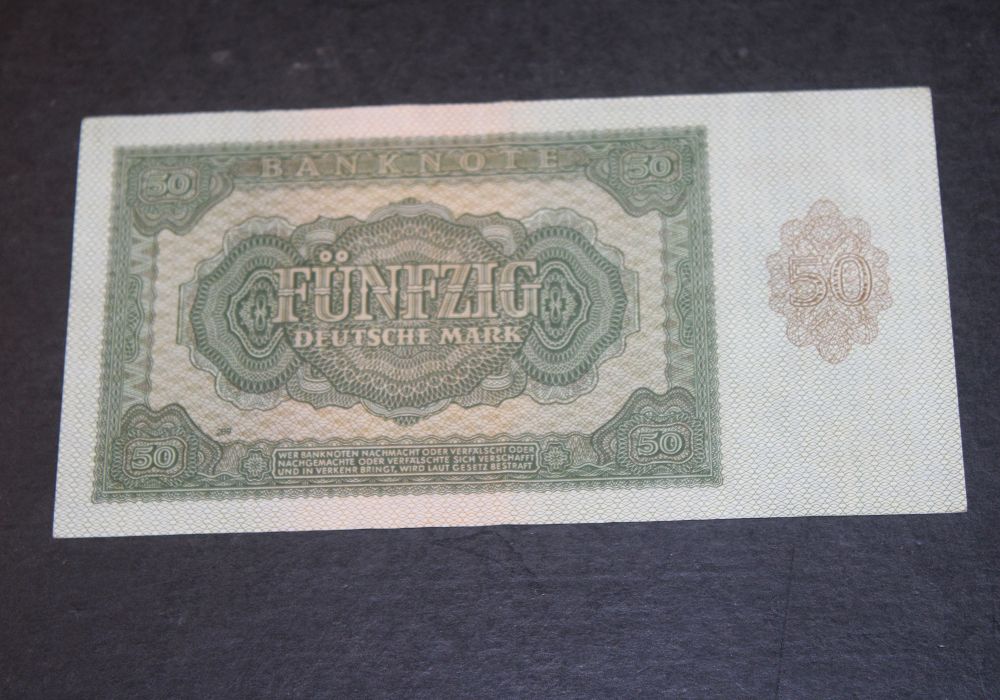 BANKNOTE
50
50
50
FÜNFZIG
DEUTSCHE MARK
WER BANKNOTEN NACHMACHT ODER VERFÄLSCHT ODER
NACHGEMACHTE ODER VERFÄLSCHTE SICH VERSCHAFFT
UND IN VERKEHR BRINGT, WIRD LAUT GESETZ BESTRAFT
50
50